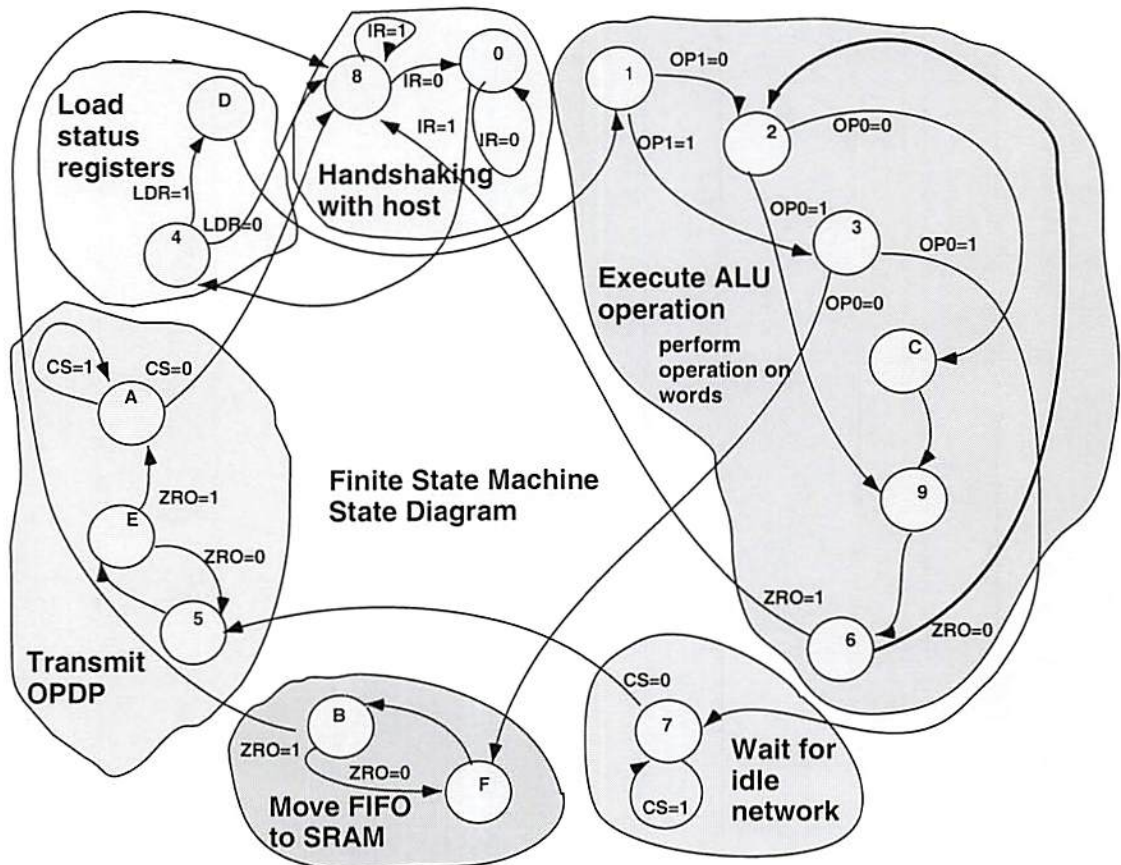 IR=1
8
0
IR=0
IR=1
IR=0
Handshaking
with host
Load
status
registers
D
LDR=1
LDR=0
4
1
OP1=0
2
OP0=0
OP1=1
OP0=1
3
OP0=1
OP0=0
Execute ALU
operation
perform
operation on
words
C
9
ZRO=1
6
ZRO=0
CS=1
CS=0
A
ZRO=1
E
ZRO=0
5
Transmit
OPDP
Finite State Machine
State Diagram
B
ZRO=1
ZRO=0
F
Move FIFO
to SRAM
CS=0
7
CS=1
Wait for
idle
network